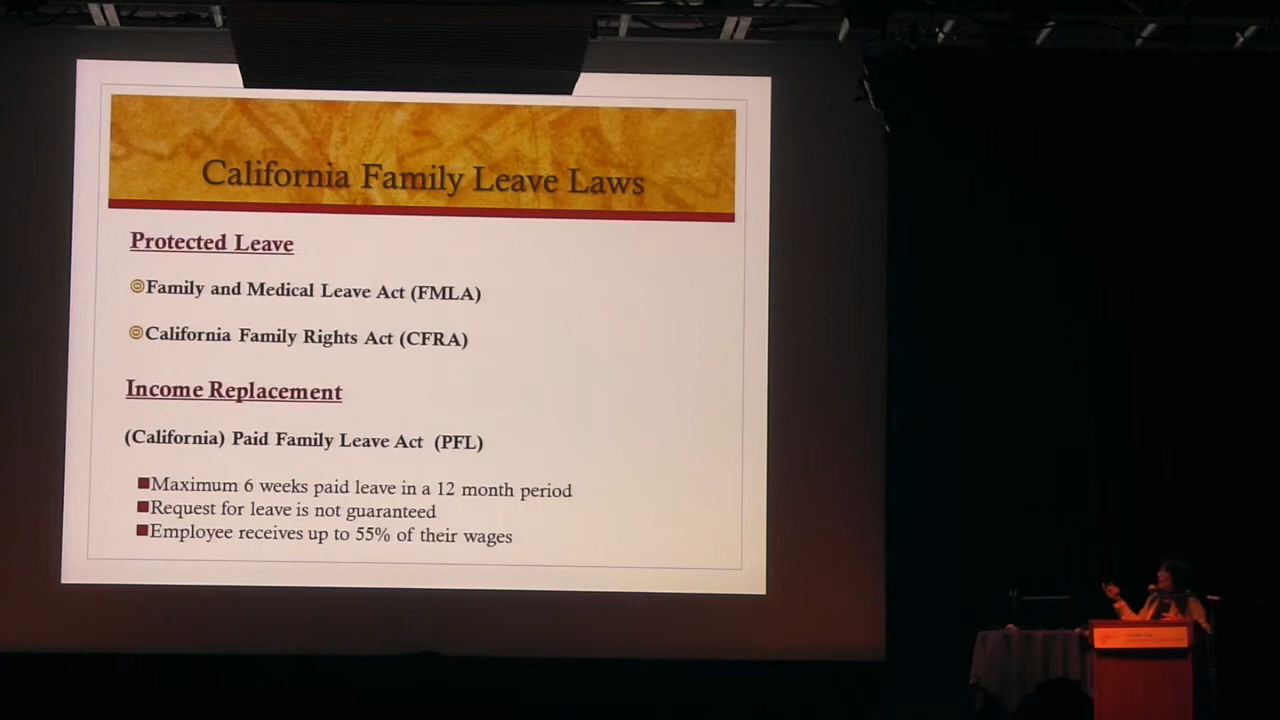 California Family Leave Laws
Protected Leave
Family and Medical Leave Act (FMLA)
California Family Rights Act (CFRA)
Income Replacement
(California) Paid Family Leave Act (PFL)
Maximum 6 weeks paid leave in a 12 month period
Request for leave is not guaranteed
Employee receives up to 55% of their wages